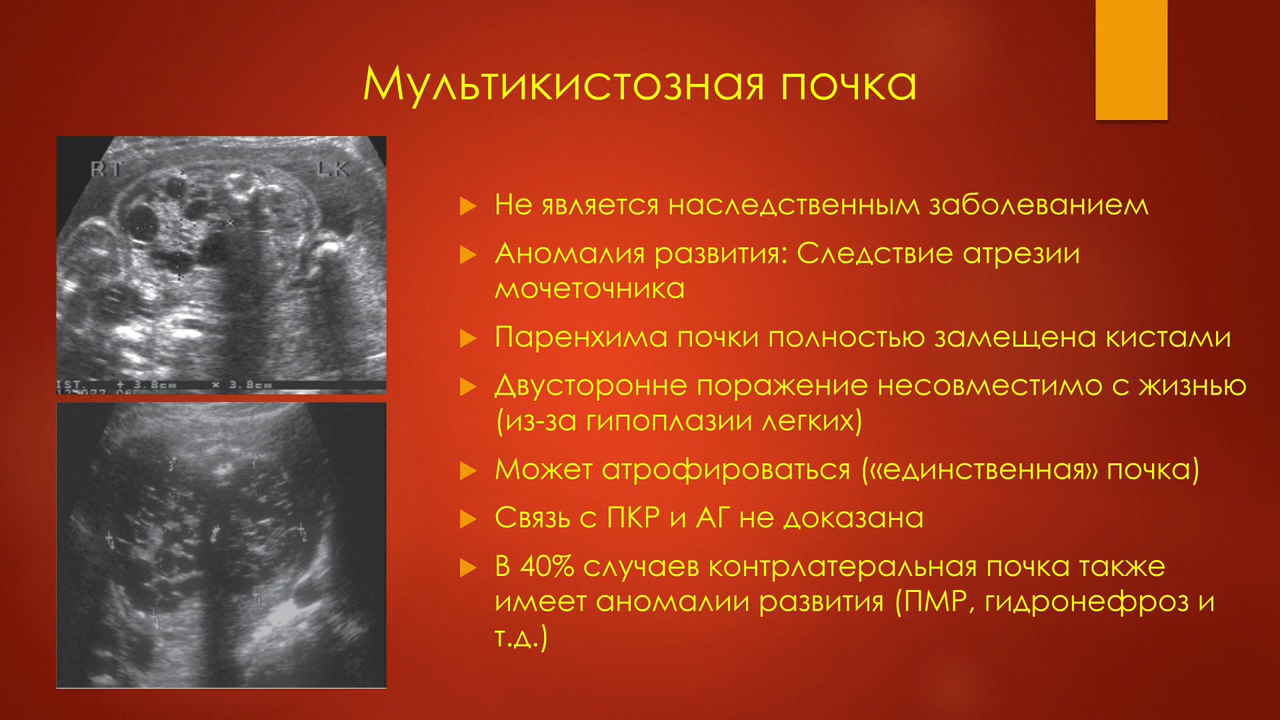 Мультикистозная почка
RT LK
IST + 3.8cm × 3.8cm
Не является наследственным заболеванием
Аномалия развития: Следствие атрезии
мочеточника
Паренхима почки полностью замещена кистами
Двусторонне поражение несовместимо с жизнью
(из-за гипоплазии легких)
Может атрофироваться («единственная» почка)
Связь с ПКР и АГ не доказана
В 40% случаев контрлатеральная почка также
имеет аномалии развития (ПМР, гидронефроз и
т.д.)